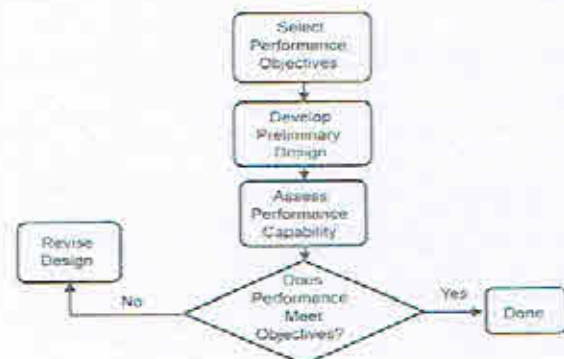 Select
Performance
Objectives
Develop
Preliminary
Design
Assess
Performance
Capability
Revise
Design
Does
Performance
Meet
Objectives?
No
Yes
Done